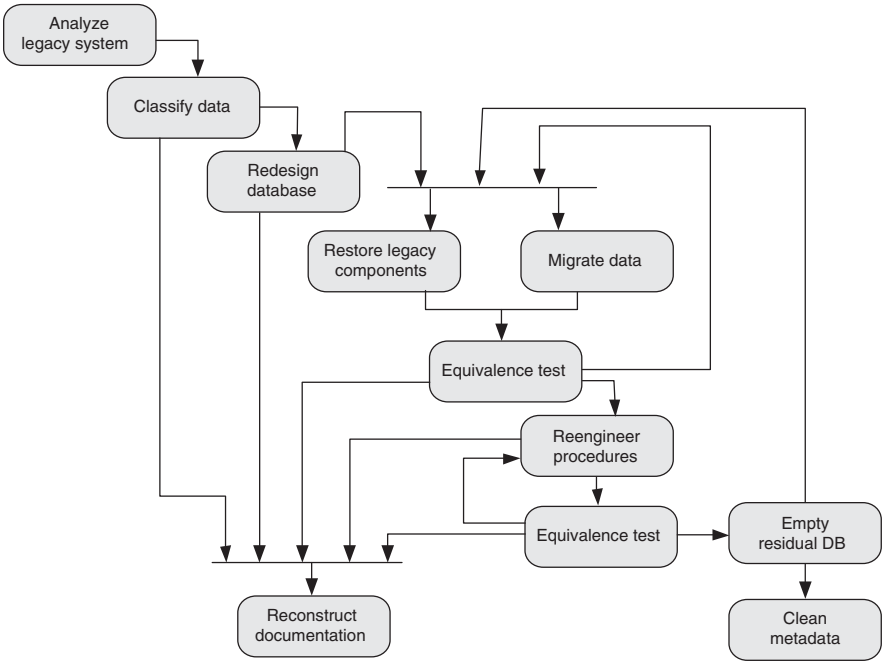 Analyze
legacy system
Classify data
Redesign
database
Restore legacy
components
Migrate data
Equivalence test
Reengineer
procedures
Equivalence test
Empty
residual DB
Reconstruct
documentation
Clean
metadata